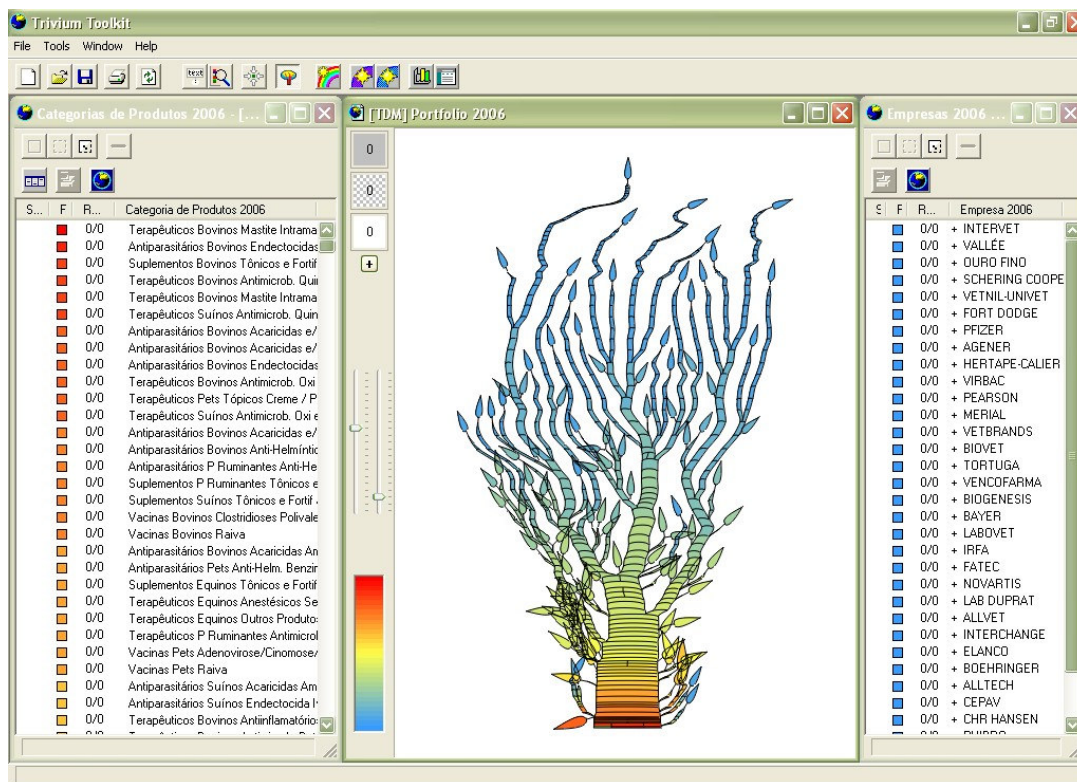 Trivium Toolkit
File Tools Window Help
text
Categorias de Produtos 2006 - [...
S... F R... Categoria de Produtos 2006
0/0 Terapêuticos Bovinos Mastite Intrama
0/0 Antiparasitários Bovinos Endectocidas
0/0 Suplementos Bovinos Tônicos e Fortif
0/0 Terapêuticos Bovinos Antimicrob. Qui
0/0 Terapêuticos Bovinos Mastite Intrama
0/0 Terapêuticos Suínos Antimicrob. Quin
0/0 Antiparasitários Bovinos Acaricidas e/
0/0 Antiparasitários Bovinos Acaricidas e/
0/0 Antiparasitários Bovinos Endectocidas
0/0 Terapêuticos Bovinos Antimicrob. Oxi
0/0 Terapêuticos Pets Tópicos Creme / P
0/0 Terapêuticos Suínos Antimicrob. Oxi e
0/0 Antiparasitários Bovinos Acaricidas e/
0/0 Antiparasitários Bovinos Anti-Helmíntic
0/0 Antiparasitários P Ruminantes Anti-He
0/0 Suplementos P Ruminantes Tônicos e
0/0 Suplementos Suínos Tônicos e Fortif
0/0 Vacinas Bovinos Clostridioses Polivale
0/0 Vacinas Bovinos Raiva
0/0 Antiparasitários Bovinos Acaricidas An
0/0 Antiparasitários Pets Anti-Helm. Benzir
0/0 Suplementos Equinos Tônicos e Fortif
0/0 Terapêuticos Equinos Anestésicos Se
0/0 Terapêuticos Equinos Outros Produto
0/0 Terapêuticos P Ruminantes Antimicrol
0/0 Vacinas Pets Adenovirose/Cinomose/
0/0 Vacinas Pets Raiva
0/0 Antiparasitários Suínos Acaricidas Am
0/0 Antiparasitários Suínos Endectocida I
0/0 Terapêuticos Bovinos Antiinflamatório
[TDM] Portfolio 2006
0
0
0
+
Empresas 2006 ...
S F R... Empresa 2006
0/0 + INTERVET
0/0 + VALLÉE
0/0 + OURO FINO
0/0 + SCHERING COOPE
0/0 + VETNIL-UNIVET
0/0 + FORT DODGE
0/0 + PFIZER
0/0 + AGENER
0/0 + HERTAPE-CALIER
0/0 + VIRBAC
0/0 + PEARSON
0/0 + MERIAL
0/0 + VETBRANDS
0/0 + BIOVET
0/0 + TORTUGA
0/0 + VENCOFARMA
0/0 + BIOGENESIS
0/0 + BAYER
0/0 + LABOVET
0/0 + IRFA
0/0 + FATEC
0/0 + NOVARTIS
0/0 + LAB DUPRAT
0/0 + ALLVET
0/0 + INTERCHANGE
0/0 + ELANCO
0/0 + BOEHRINGER
0/0 + ALLTECH
0/0 + CEPAV
0/0 + CHR HANSEN